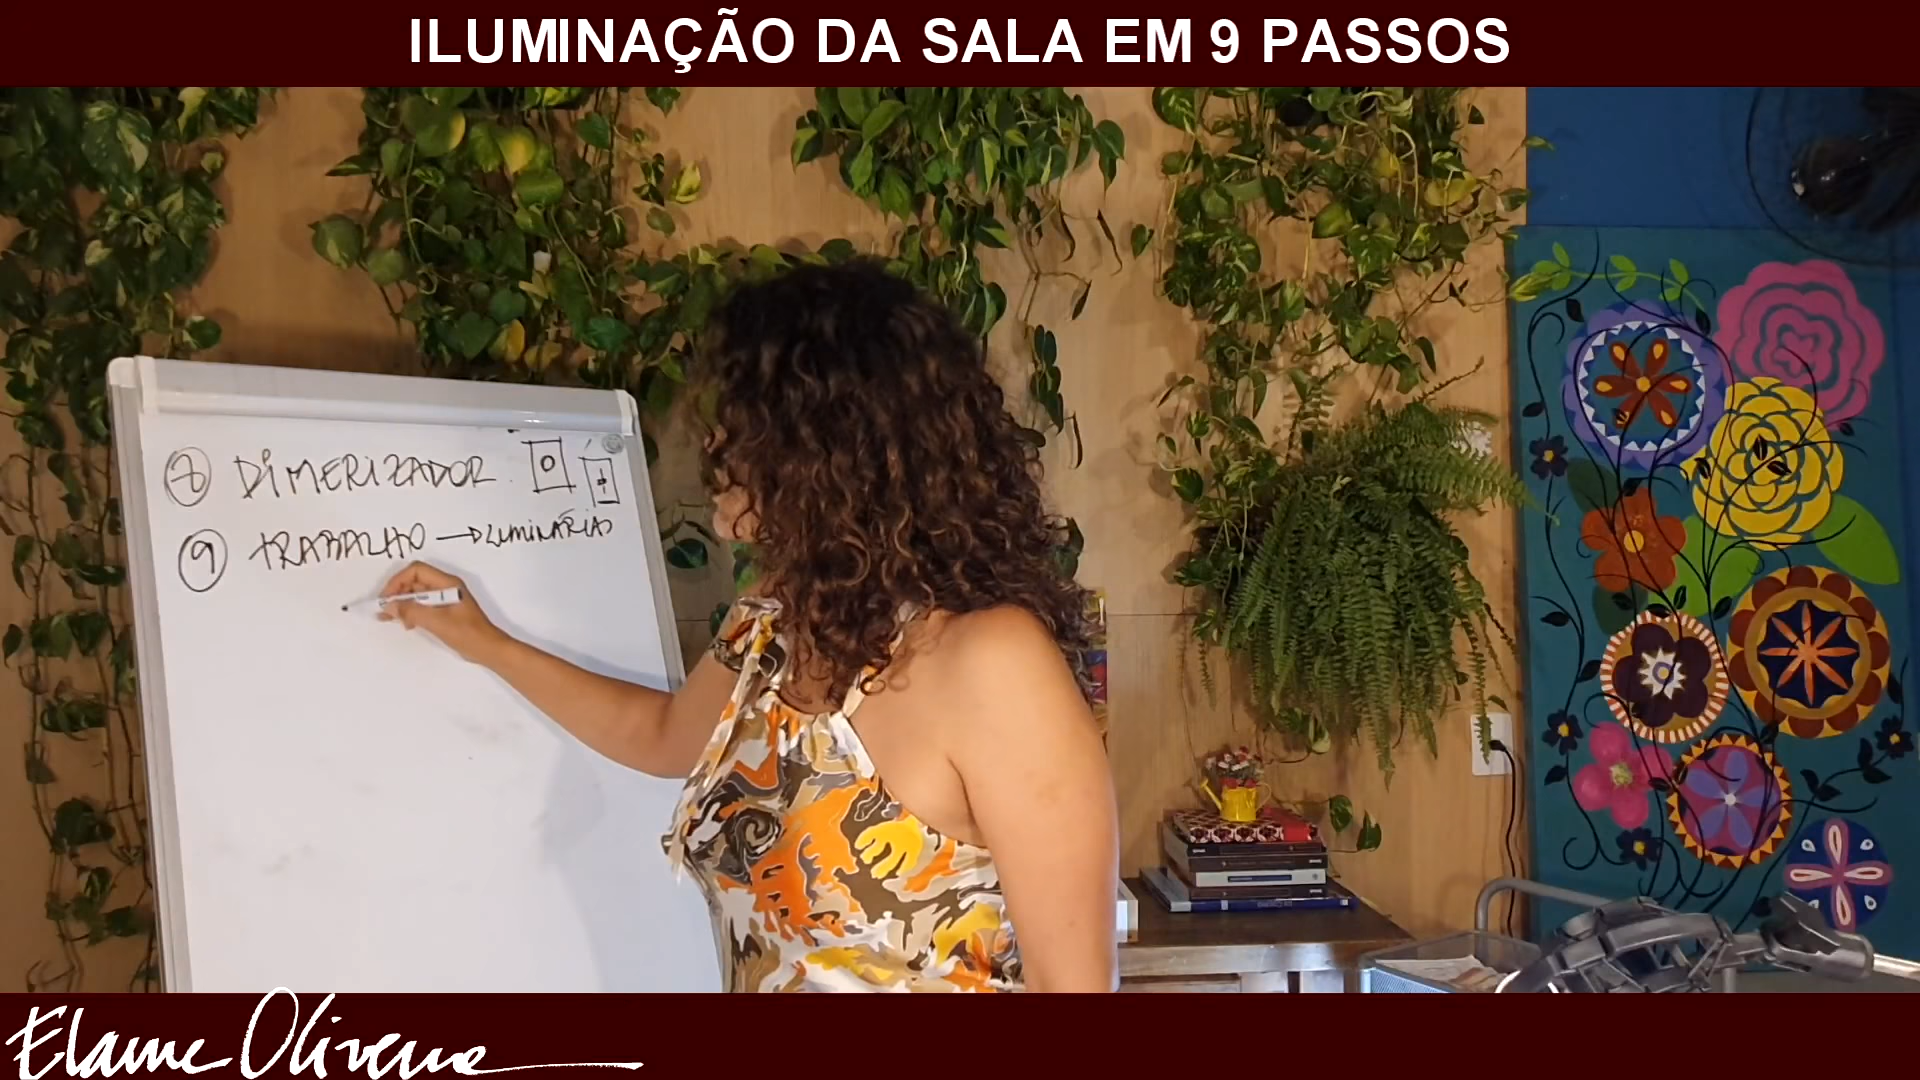 ILUMINAÇÃO DA SALA EM 9 PASSOS
8 DIMERIZADOR
9 TRABALHO → LUMINÁRIAS
Elaine Oliveira